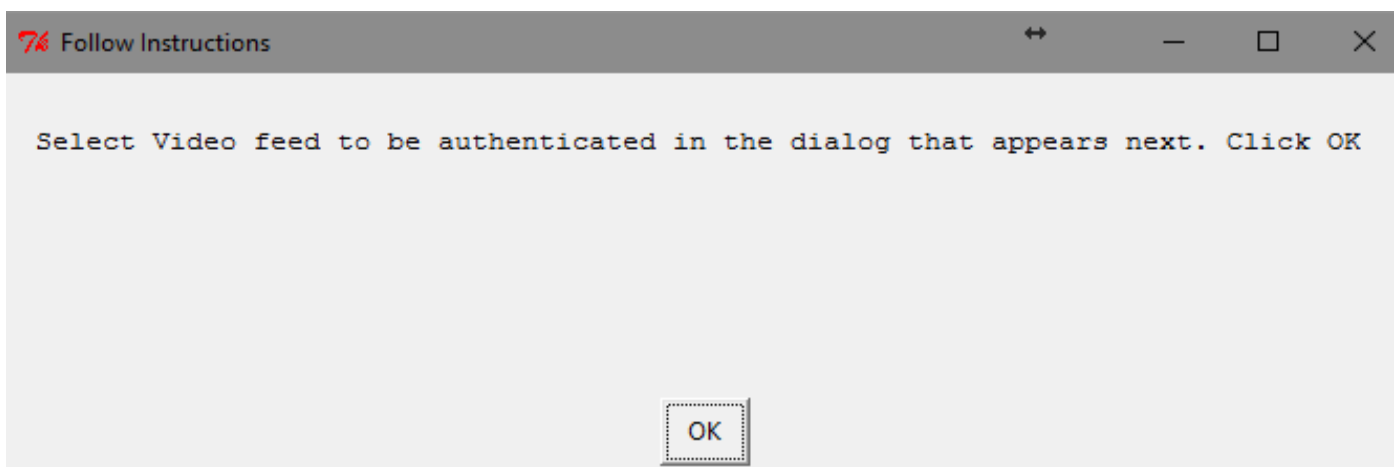 Follow Instructions
Select Video feed to be authenticated in the dialog that appears next. Click OK
OK